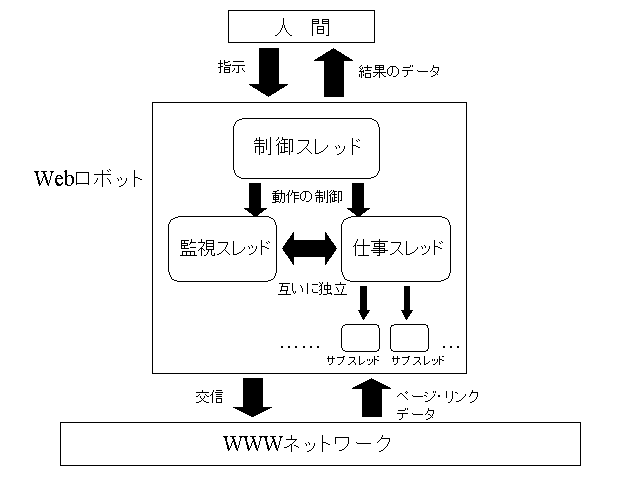 人 間
指示
結果のデータ
制御スレッド
Webロボット
動作の制御
監視スレッド
仕事スレッド
互いに独立
……
…
サブスレッド
サブスレッド
交信
ページ・リンク
データ
WWWネットワーク